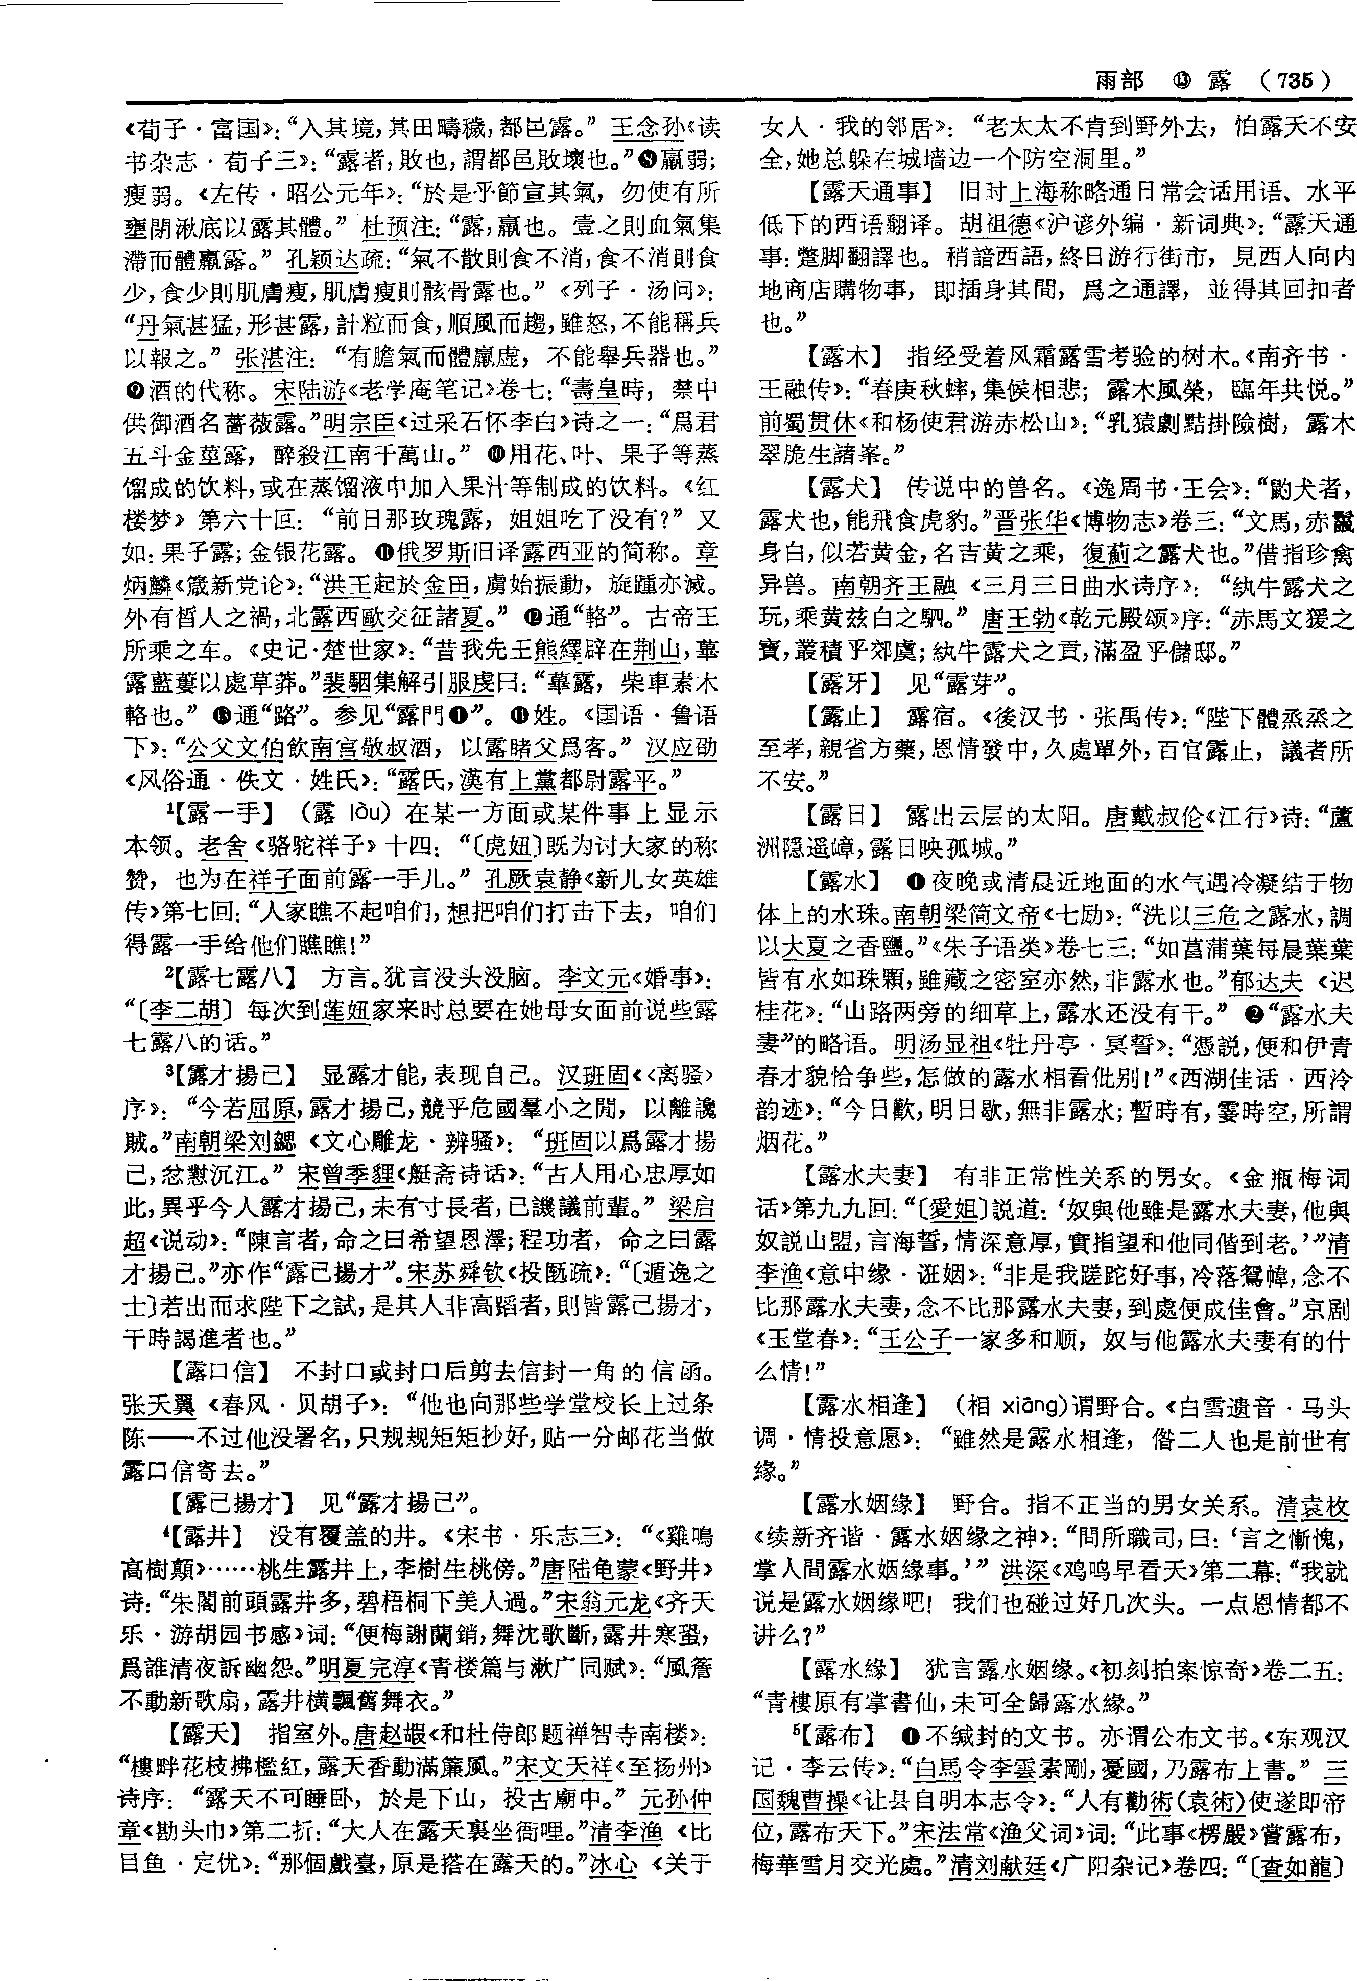 雨部　⑬　露　（735）
《荀子·富国》：“入其境，其田疇穢，都邑露。”王念孙《读
书杂志·荀子三》：“露者，敗也，謂都邑敗壞也。”❽羸弱；
瘦弱。《左传·昭公元年》：“於是乎節宣其氣，勿使有所
壅閉湫底以露其體。”杜预注：“露，羸也。壹之則血氣集
滯而體羸露。”孔颖达疏：“氣不散則食不消，食不消則食
少，食少則肌膚瘦，肌膚瘦則骸骨露也。”《列子·汤问》：
“丹氣甚猛，形甚露，計粒而食，順風而趨，雖怒，不能稱兵
以報之。”张湛注：“有膽氣而體羸虚，不能舉兵器也。”
❾酒的代称。宋陆游《老学庵笔记》卷七：“壽皇時，禁中
供御酒名薔薇露。”明宗臣《过采石怀李白》诗之一：“爲君
五斗金莖露，醉殺江南千萬山。”❿用花、叶、果子等蒸
馏成的饮料，或在蒸馏液中加入果汁等制成的饮料。《红
楼梦》第六十回：“前日那玫瑰露，姐姐吃了没有？”又
如：果子露；金银花露。⓫俄罗斯旧译露西亚的简称。章
炳麟《箴新党论》：“洪王起於金田，虜始振動，旋踵亦滅。
外有晳人之禍，北露西歐交征諸夏。”⓬通“輅”。古帝王
所乘之车。《史记·楚世家》：“昔我先王熊繹辟在荆山，蓽
露藍蔞以處草莽。”裴駰集解引服虔曰：“蓽露，柴車素木
輅也。”⓭通“路”。参见“露門❶”。⓮姓。《国语·鲁语
下》：“公父文伯飲南宫敬叔酒，以露睹父爲客。”汉应劭
《风俗通·佚文·姓氏》：“露氏，漢有上黨都尉露平。”
¹【露一手】（露 lòu）在某一方面或某件事上显示
本领。老舍《骆驼祥子》十四：“〔虎妞〕既为讨大家的称
赞，也为在祥子面前露一手儿。”孔厥袁静《新儿女英雄
传》第七回：“人家瞧不起咱们，想把咱们打击下去，咱们
得露一手给他们瞧瞧！”
²【露七露八】　方言。犹言没头没脑。李文元《婚事》：
“〔李二胡〕每次到莲妞家来时总要在她母女面前说些露
七露八的话。”
³【露才揚己】　显露才能，表现自己。汉班固《〈离骚〉
序》：“今若屈原，露才揚己，競乎危國羣小之間，以離讒
賊。”南朝梁刘勰《文心雕龙·辨骚》：“班固以爲露才揚
己，忿懟沉江。”宋曾季貍《艇斋诗话》：“古人用心忠厚如
此，異乎今人露才揚己，未有寸長者，已譏議前輩。”梁启
超《说动》：“陳言者，命之曰希望恩澤；程功者，命之曰露
才揚己。”亦作“露己揚才”。宋苏舜钦《投匦疏》：“〔遁逸之
士〕若出而求陛下之試，是其人非高蹈者，則皆露己揚才，
干時謁進者也。”
【露口信】　不封口或封口后剪去信封一角的信函。
张天翼《春风·贝胡子》：“他也向那些学堂校长上过条
陈——不过他没署名，只规规矩矩抄好，贴一分邮花当做
露口信寄去。”
【露己揚才】　见“露才揚己”。
⁴【露井】　没有覆盖的井。《宋书·乐志三》：“《雞鳴
高樹顛》……桃生露井上，李樹生桃傍。”唐陆龟蒙《野井》
诗：“朱閣前頭露井多，碧梧桐下美人過。”宋翁元龙《齐天
乐·游胡园书感》词：“便梅謝蘭銷，舞沈歌斷，露井寒蛩，
爲誰清夜訴幽怨。”明夏完淳《青楼篇与漱广同赋》：“風簷
不動新歌扇，露井横飄舊舞衣。”
【露天】　指室外。唐赵嘏《和杜侍郎题禅智寺南楼》：
“樓畔花枝拂檻紅，露天香動滿簾風。”宋文天祥《至扬州》
诗序：“露天不可睡卧，於是下山，投古廟中。”元孙仲
章《勘头巾》第二折：“大人在露天裏坐衙哩。”清李渔《比
目鱼·定优》：“那個戲臺，原是搭在露天的。”冰心《关于
女人·我的邻居》：“老太太不肯到野外去，怕露天不安
全，她总躲在城墙边一个防空洞里。”
【露天通事】　旧时上海称略通日常会话用语、水平
低下的西语翻译。胡祖德《沪谚外编·新词典》：“露天通
事：蹩脚翻譯也。稍諳西語，終日游行街市，見西人向内
地商店購物事，即插身其間，爲之通譯，並得其回扣者
也。”
【露木】　指经受着风霜露雪考验的树木。《南齐书·
王融传》：“春庚秋蟀，集侯相悲；露木風榮，臨年共悦。”
前蜀贯休《和杨使君游赤松山》：“乳猿劇黠掛險樹，露木
翠脆生諸峯。”
【露犬】　传说中的兽名。《逸周书·王会》：“䶂犬者，
露犬也，能飛食虎豹。”晋张华《博物志》卷三：“文馬，赤鬣
身白，似若黄金，名吉黄之乘，復薊之露犬也。”借指珍禽
异兽。南朝齐王融《三月三日曲水诗序》：“紈牛露犬之
玩，乘黄兹白之駟。”唐王勃《乾元殿颂》序：“赤馬文猨之
寶，叢積乎郊虞；紈牛露犬之貢，滿盈乎儲邸。”
【露牙】　见“露芽”。
【露止】　露宿。《後汉书·张禹传》：“陛下體烝烝之
至孝，親省方藥，恩情發中，久處單外，百官露止，議者所
不安。”
【露日】　露出云层的太阳。唐戴叔伦《江行》诗：“蘆
洲隱遥嶂，露日映孤城。”
【露水】　❶夜晚或清晨近地面的水气遇冷凝结于物
体上的水珠。南朝梁简文帝《七励》：“洗以三危之露水，調
以大夏之香鹽。”《朱子语类》卷七三：“如菖蒲葉每晨葉葉
皆有水如珠顆，雖藏之密室亦然，非露水也。”郁达夫《迟
桂花》：“山路两旁的细草上，露水还没有干。”❷“露水夫
妻”的略语。明汤显祖《牡丹亭·冥誓》：“憑説，便和伊青
春才貌恰争些，怎做的露水相看仳别！”《西湖佳话·西泠
韵迹》：“今日歡，明日歇，無非露水；暫時有，霎時空，所謂
烟花。”
【露水夫妻】　有非正常性关系的男女。《金瓶梅词
话》第九九回：“〔愛姐〕説道：‘奴與他雖是露水夫妻，他與
奴説山盟，言海誓，情深意厚，實指望和他同偕到老。’”清
李渔《意中缘·诳姻》：“非是我蹉跎好事，冷落鴛幃，念不
比那露水夫妻，念不比那露水夫妻，到處便成佳會。”京剧
《玉堂春》：“王公子一家多和顺，奴与他露水夫妻有的什
么情！”
【露水相逢】　（相 xiāng）谓野合。《白雪遗音·马头
调·情投意愿》：“雖然是露水相逢，偺二人也是前世有
緣。”
【露水姻緣】　野合。指不正当的男女关系。清袁枚
《续新齐谐·露水姻缘之神》：“問所職司，曰：‘言之慚愧，
掌人間露水姻緣事。’”洪深《鸡鸣早看天》第二幕：“我就
说是露水姻缘吧！我们也碰过好几次头。一点恩情都不
讲么？”
【露水緣】　犹言露水姻缘。《初刻拍案惊奇》卷二五：
“青樓原有掌書仙，未可全歸露水緣。”
⁵【露布】　❶不缄封的文书。亦谓公布文书。《东观汉
记·李云传》：“白馬令李雲素剛，憂國，乃露布上書。”三
国魏曹操《让县自明本志令》：“人有勸術（袁術）使遂即帝
位，露布天下。”宋法常《渔父词》词：“此事《楞嚴》嘗露布，
梅華雪月交光處。”清刘献廷《广阳杂记》卷四：“〔查如龍〕